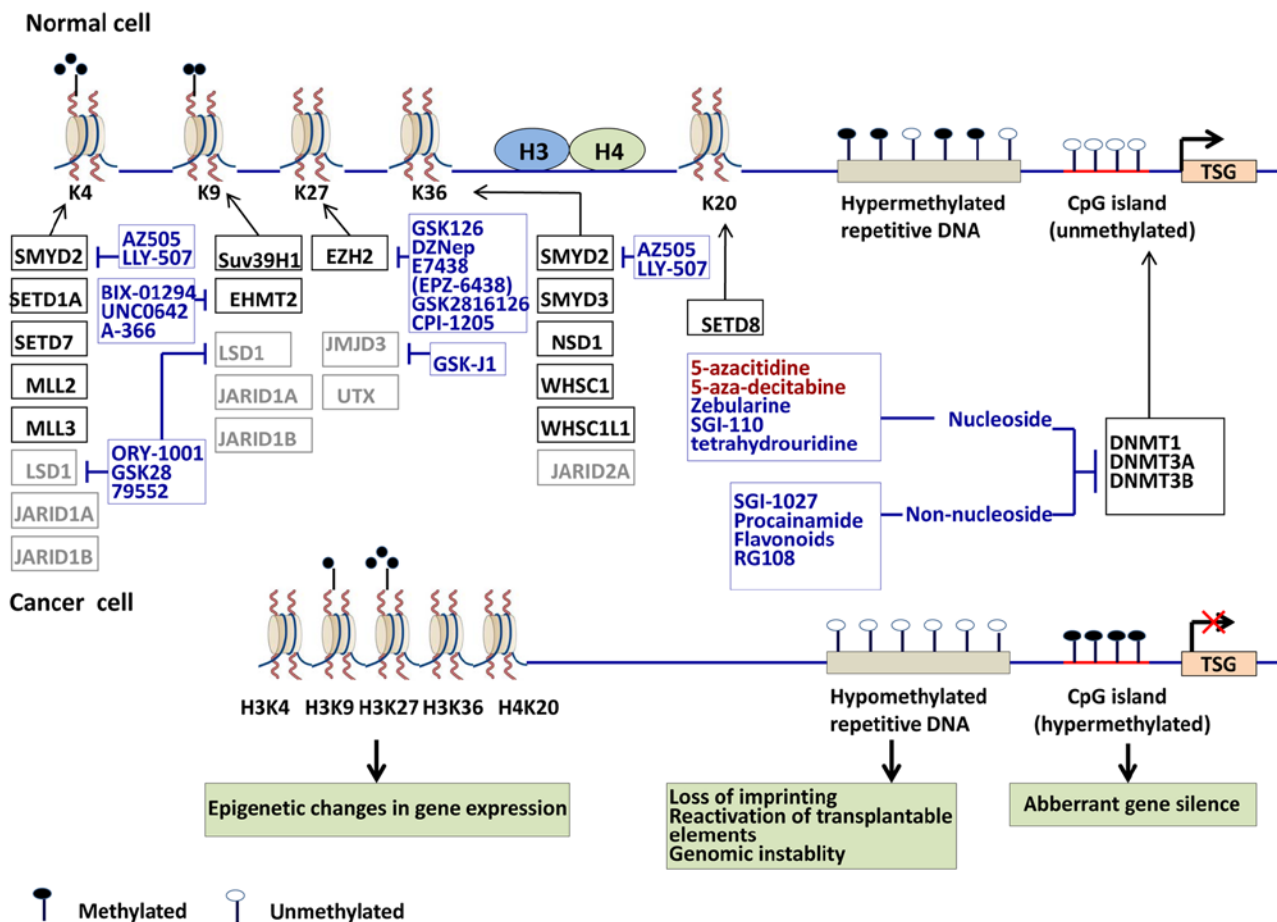 Normal cell
K4
K9
K27
K36
H3
H4
K20
Hypermethylated
repetitive DNA
CpG island
(unmethylated)
TSG
SMYD2
SETD1A
SETD7
MLL2
MLL3
LSD1
JARID1A
JARID1B
AZ505
LLY-507
BIX-01294
UNC0642
A-366
ORY-1001
GSK28
79552
Suv39H1
EHMT2
LSD1
JARID1A
JARID1B
EZH2
JMJD3
UTX
GSK126
DZNep
E7438
(EPZ-6438)
GSK2816126
CPI-1205
GSK-J1
SMYD2
SMYD3
NSD1
WHSC1
WHSC1L1
JARID2A
AZ505
LLY-507
SETD8
5-azacitidine
5-aza-decitabine
Zebularine
SGI-110
tetrahydrouridine
Nucleoside
SGI-1027
Procainamide
Flavonoids
RG108
Non-nucleoside
DNMT1
DNMT3A
DNMT3B
Cancer cell
H3K4
H3K9
H3K27
H3K36
H4K20
Hypomethylated
repetitive DNA
CpG island
(hypermethylated)
TSG
Epigenetic changes in gene expression
Loss of imprinting
Reactivation of transplantable
elements
Genomic instablity
Abberrant gene silence
Methylated
Unmethylated